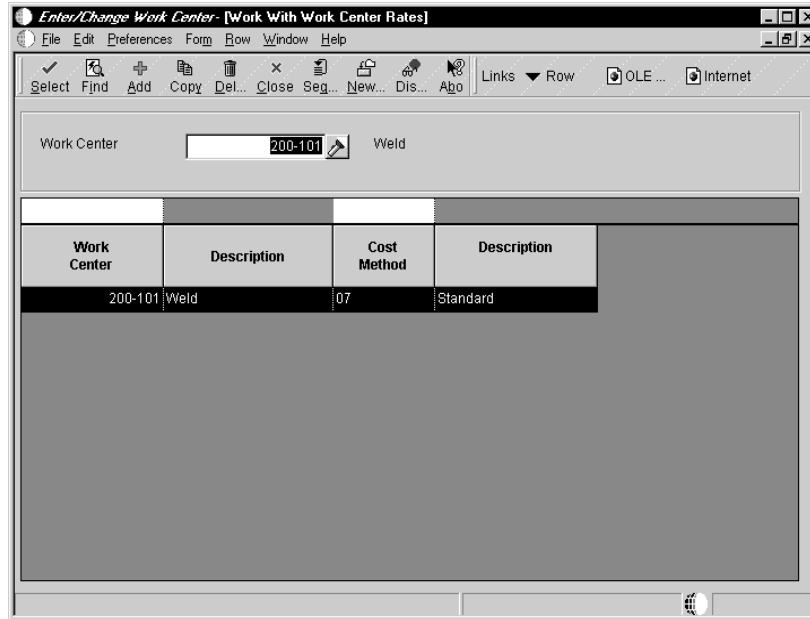 Enter/Change Work Center - [Work With Work Center Rates]
File Edit Preferences Form Row Window Help
Select Find Add Copy Del... Close Seq... New... Dis... Abo Links Row OLE ... Internet
Work Center 200-101 Weld
Work Center Description Cost Method Description
200-101 Weld 07 Standard